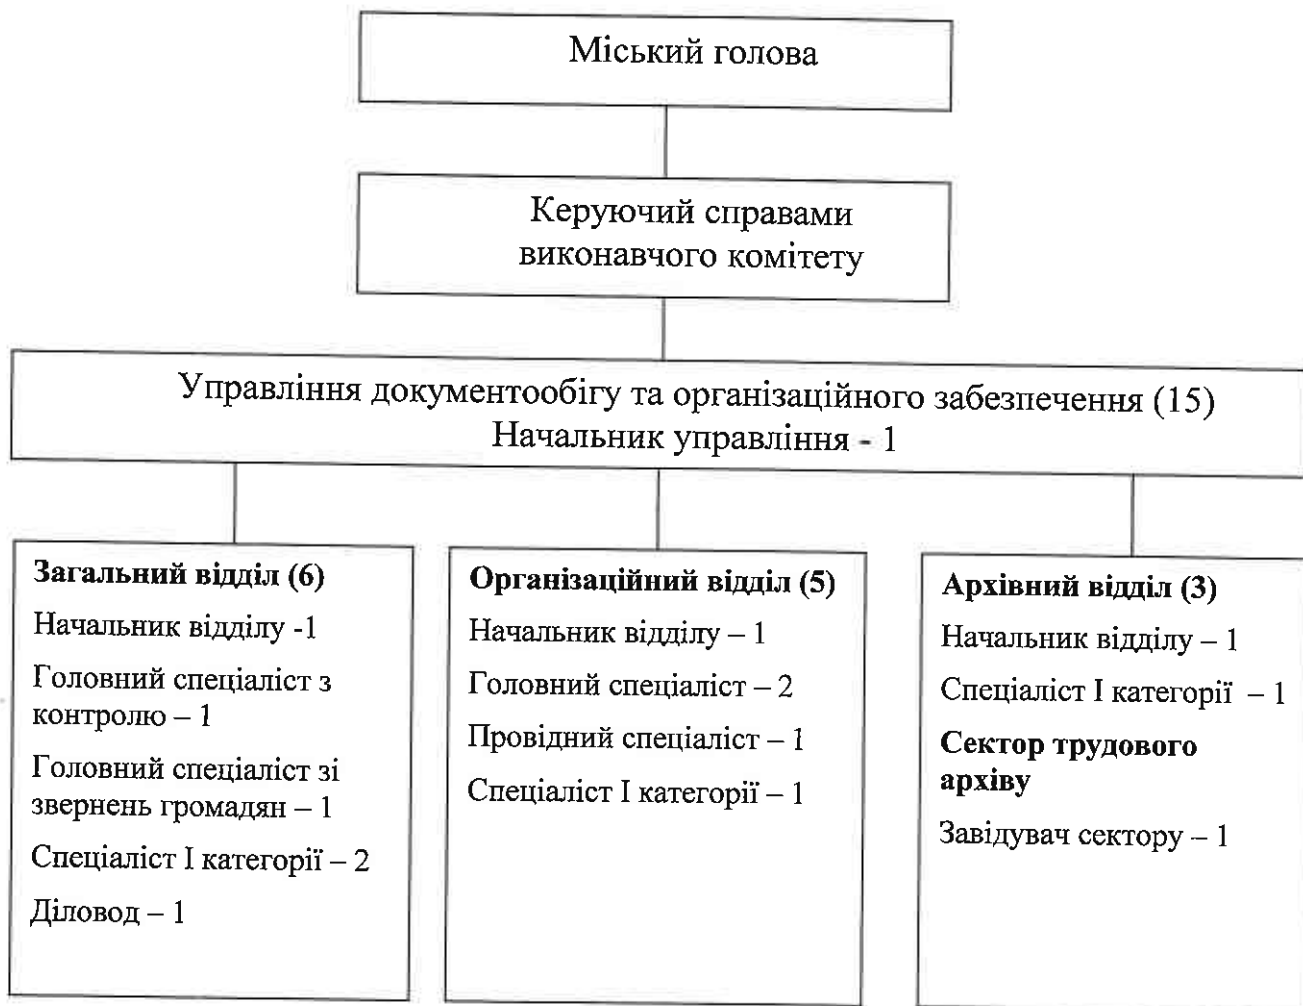 Міський голова
Керуючий справами
виконавчого комітету
Управління документообігу та організаційного забезпечення (15)
Начальник управління - 1
Загальний відділ (6)
Начальник відділу -1
Головний спеціаліст з
контролю – 1
Головний спеціаліст зі
звернень громадян – 1
Спеціаліст І категорії – 2
Діловод – 1
Організаційний відділ (5)
Начальник відділу – 1
Головний спеціаліст – 2
Провідний спеціаліст – 1
Спеціаліст І категорії – 1
Архівний відділ (3)
Начальник відділу – 1
Спеціаліст І категорії – 1
Сектор трудового
архіву
Завідувач сектору – 1